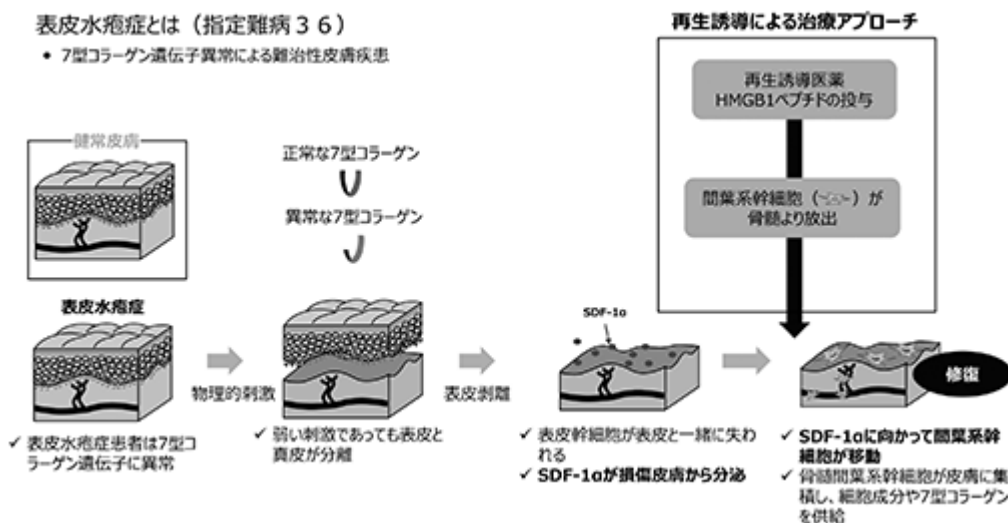 表皮水疱症とは（指定難病３６）
• 7型コラーゲン遺伝子異常による難治性皮膚疾患
健常皮膚
正常な7型コラーゲン
異常な7型コラーゲン
再生誘導による治療アプローチ
再生誘導医薬
HMGB1ペプチドの投与
間葉系幹細胞（）が
骨髄より放出
表皮水疱症
物理的刺激
表皮剥離
SDF-1α
修復
✓ 表皮水疱症患者は7型コ
ラーゲン遺伝子に異常
✓ 弱い刺激であっても表皮と
真皮が分離
✓ 表皮幹細胞が表皮と一緒に失わ
れる
✓ SDF-1αが損傷皮膚から分泌
✓ SDF-1αに向かって間葉系幹
細胞が移動
✓ 骨髄間葉系幹細胞が皮膚に集
積し、細胞成分や7型コラーゲン
を供給